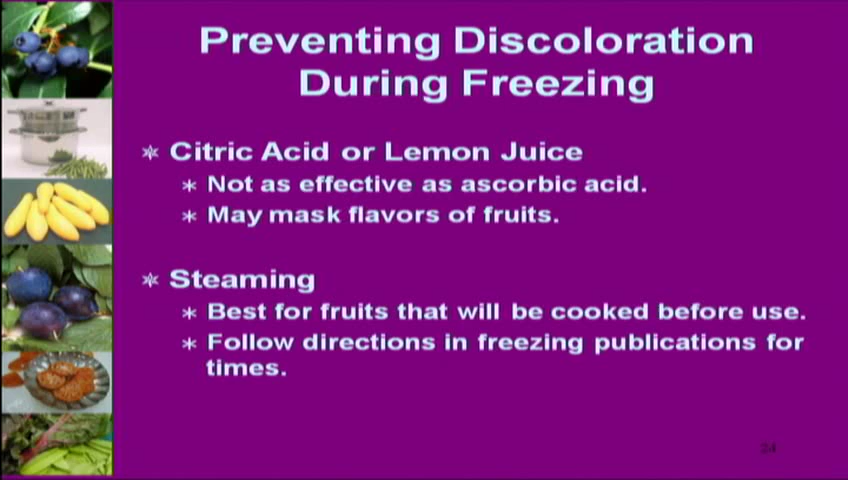 Preventing Discoloration
During Freezing
Citric Acid or Lemon Juice
Not as effective as ascorbic acid.
May mask flavors of fruits.
Steaming
Best for fruits that will be cooked before use.
Follow directions in freezing publications for
times.
24